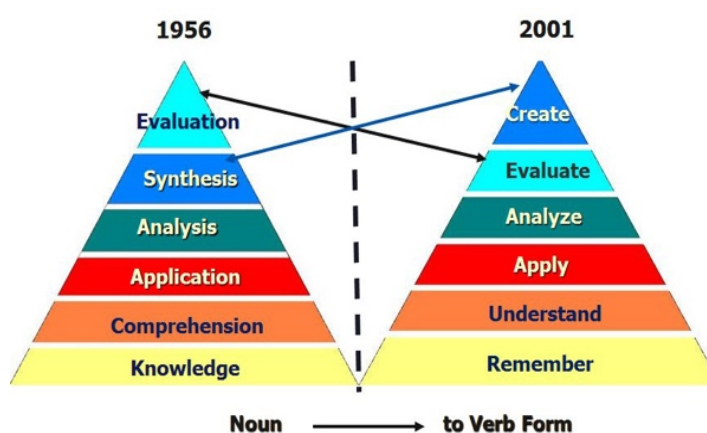 1956
Evaluation
Synthesis
Analysis
Application
Comprehension
Knowledge
2001
Create
Evaluate
Analyze
Apply
Understand
Remember
Noun to Verb Form